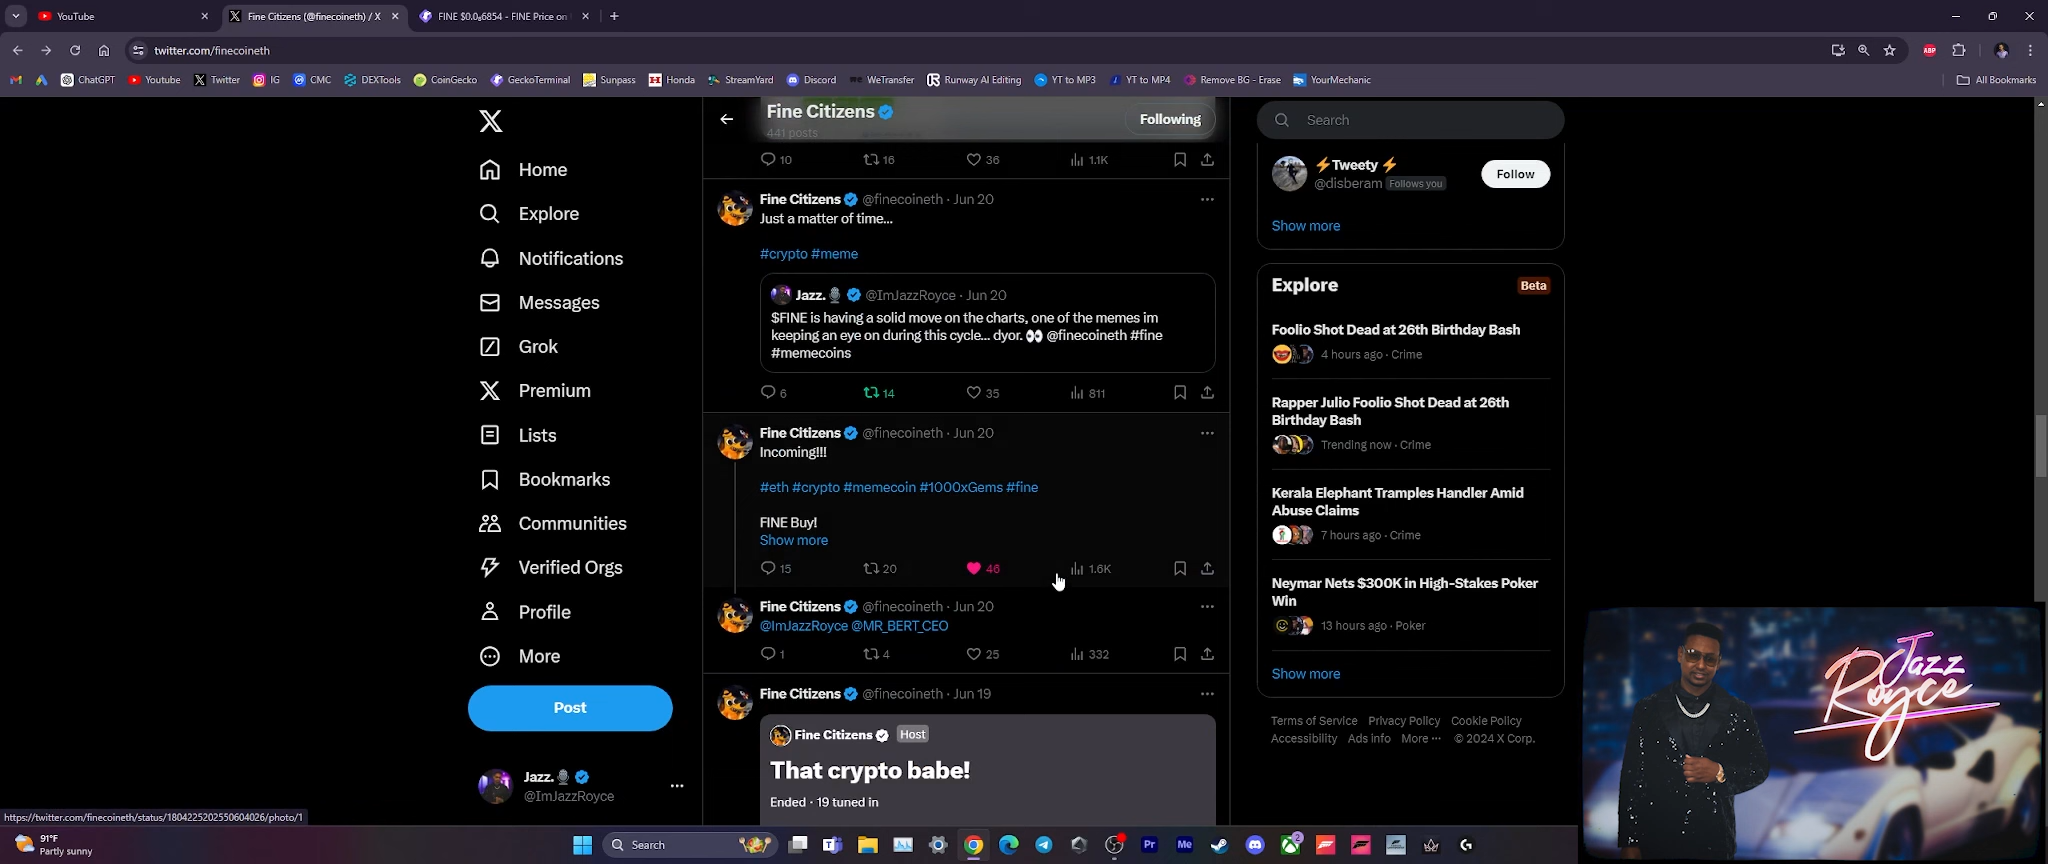 YouTube
Fine Citizens (@finecoineth) / X
FINE $0.0₆6854 - FINE Price on
twitter.com/finecoineth
ABP
ChatGPT
Youtube
Twitter
IG
CMC
DEXTools
CoinGecko
GeckoTerminal
Sunpass
Honda
StreamYard
Discord
WeTransfer
Runway AI Editing
YT to MP3
YT to MP4
Remove BG - Erase
YourMechanic
All Bookmarks
Home
Explore
Notifications
Messages
Grok
Premium
Lists
Bookmarks
Communities
Verified Orgs
Profile
More
Post
Jazz.🎙️
@ImJazzRoyce
Fine Citizens
441 posts
Following
10 16 36 1.1K
Fine Citizens @finecoineth · Jun 20
Just a matter of time...
#crypto #meme
Jazz.🎙️ @ImJazzRoyce · Jun 20
$FINE is having a solid move on the charts, one of the memes im
keeping an eye on during this cycle... dyor. 👀 @finecoineth #fine
#memecoins
6 14 35 811
Fine Citizens @finecoineth · Jun 20
Incoming!!!
#eth #crypto #memecoin #1000xGems #fine
FINE Buy!
Show more
15 20 46 1.6K
Fine Citizens @finecoineth · Jun 20
@ImJazzRoyce @MR_BERT_CEO
1 4 25 332
Fine Citizens @finecoineth · Jun 19
Fine Citizens Host
That crypto babe!
Ended · 19 tuned in
Search
⚡Tweety⚡
@disberam Follows you
Follow
Show more
Explore
Beta
Foolio Shot Dead at 26th Birthday Bash
4 hours ago · Crime
Rapper Julio Foolio Shot Dead at 26th
Birthday Bash
Trending now · Crime
Kerala Elephant Tramples Handler Amid
Abuse Claims
7 hours ago · Crime
Neymar Nets $300K in High-Stakes Poker
Win
13 hours ago · Poker
Show more
Terms of Service Privacy Policy Cookie Policy
Accessibility Ads info More ··· © 2024 X Corp.
Jazz
Royce
https://twitter.com/finecoineth/status/1804225202550604026/photo/1
91°F
Partly sunny
Search
Pr
Me
2